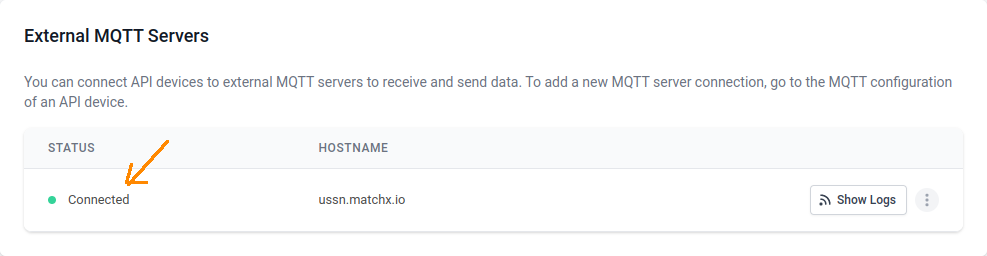 External MQTT Servers
You can connect API devices to external MQTT servers to receive and send data. To add a new MQTT server connection, go to the MQTT configuration
of an API device.
STATUS HOSTNAME
Connected ussn.matchx.io Show Logs